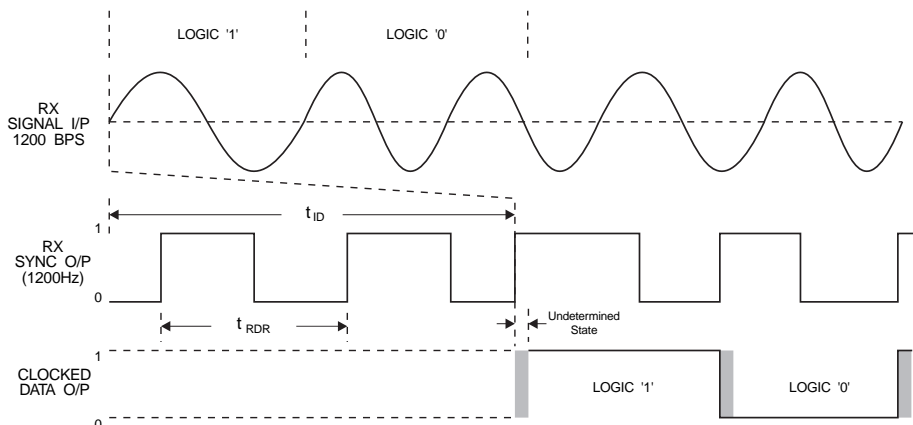 LOGIC '1' LOGIC '0'
RX
SIGNAL I/P
1200 BPS
t ID
1
RX
SYNC O/P
(1200Hz)
0
t RDR
Undetermined
State
1
CLOCKED
DATA O/P
LOGIC '1' LOGIC '0'
0